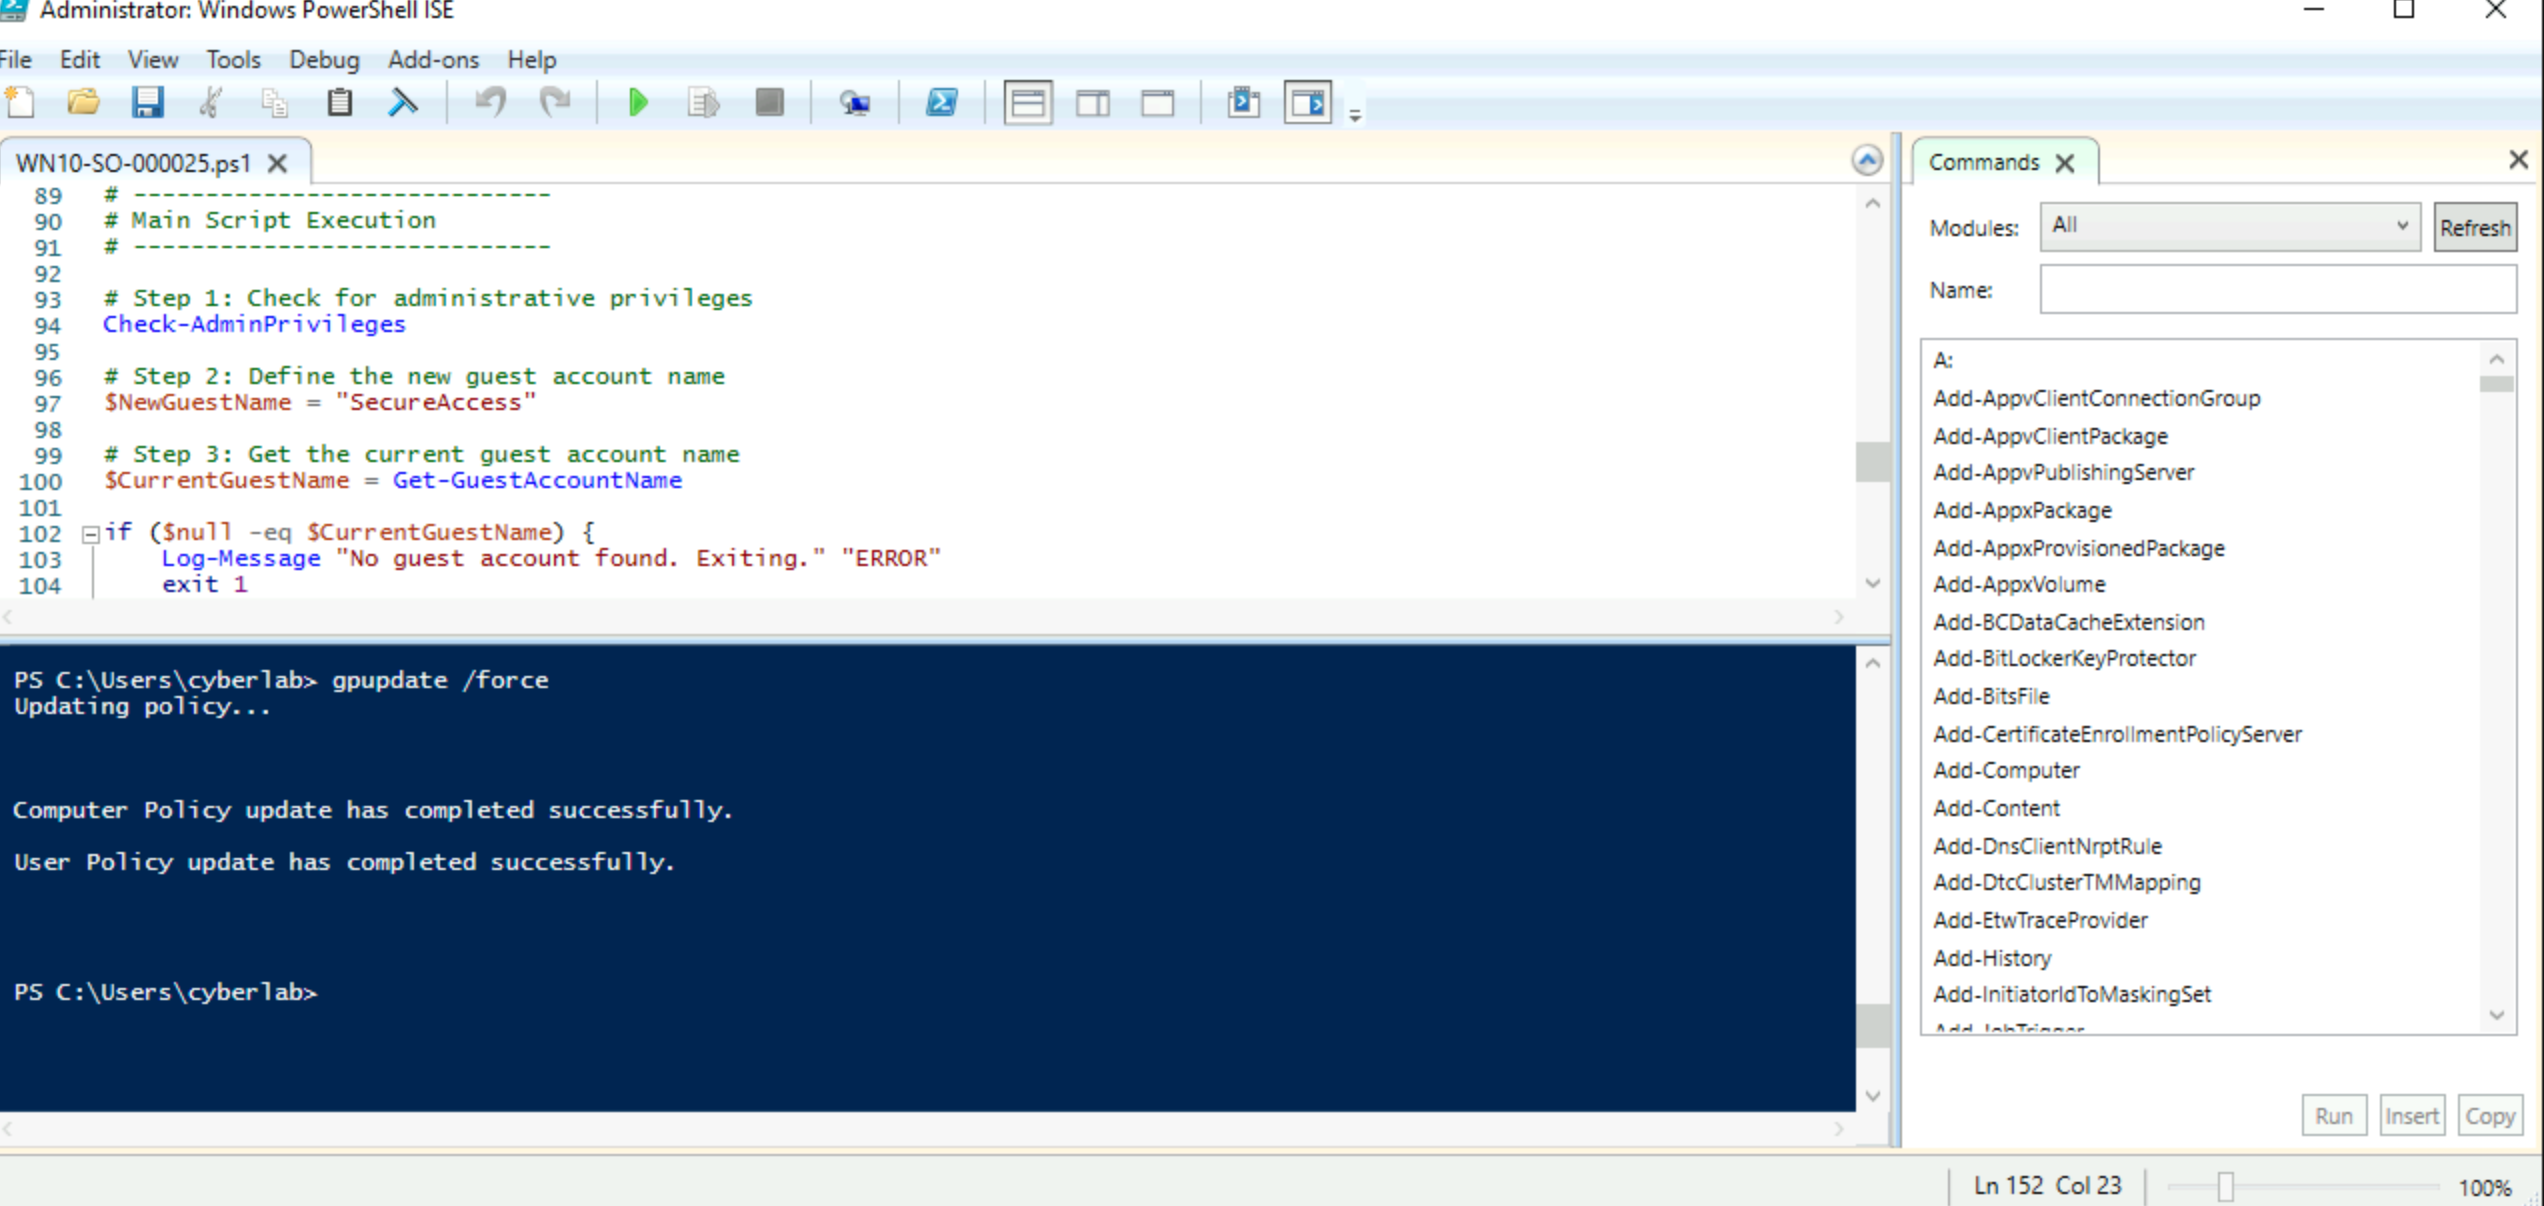 Administrator: Windows PowerShell ISE
File Edit View Tools Debug Add-ons Help
WN10-SO-000025.ps1
89 # -----------------------------
90 # Main Script Execution
91 # -----------------------------
92
93 # Step 1: Check for administrative privileges
94 Check-AdminPrivileges
95
96 # Step 2: Define the new guest account name
97 $NewGuestName = "SecureAccess"
98
99 # Step 3: Get the current guest account name
100 $CurrentGuestName = Get-GuestAccountName
101
102 if ($null -eq $CurrentGuestName) {
103 Log-Message "No guest account found. Exiting." "ERROR"
104 exit 1
PS C:\Users\cyberlab> gpupdate /force
Updating policy...
Computer Policy update has completed successfully.
User Policy update has completed successfully.
PS C:\Users\cyberlab>
Commands
Modules: All Refresh
Name:
A:
Add-AppvClientConnectionGroup
Add-AppvClientPackage
Add-AppvPublishingServer
Add-AppxPackage
Add-AppxProvisionedPackage
Add-AppxVolume
Add-BCDataCacheExtension
Add-BitLockerKeyProtector
Add-BitsFile
Add-CertificateEnrollmentPolicyServer
Add-Computer
Add-Content
Add-DnsClientNrptRule
Add-DtcClusterTMMapping
Add-EtwTraceProvider
Add-History
Add-InitiatorIdToMaskingSet
Add-JobTrigger
Run Insert Copy
Ln 152 Col 23 100%